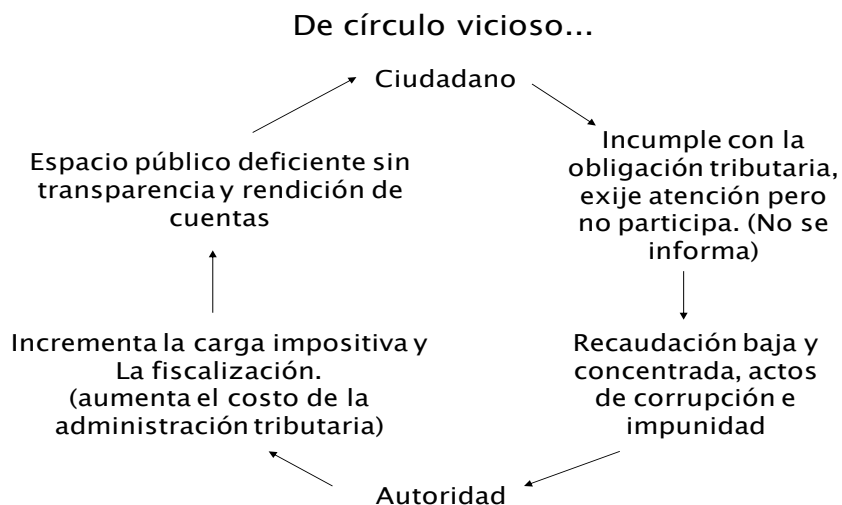 De círculo vicioso...
Ciudadano
Incumple con la
obligación tributaria,
exije atención pero
no participa. (No se
informa)
Recaudación baja y
concentrada, actos
de corrupción e
impunidad
Autoridad
Incrementa la carga impositiva y
La fiscalización.
(aumenta el costo de la
administración tributaria)
Espacio público deficiente sin
transparencia y rendición de
cuentas